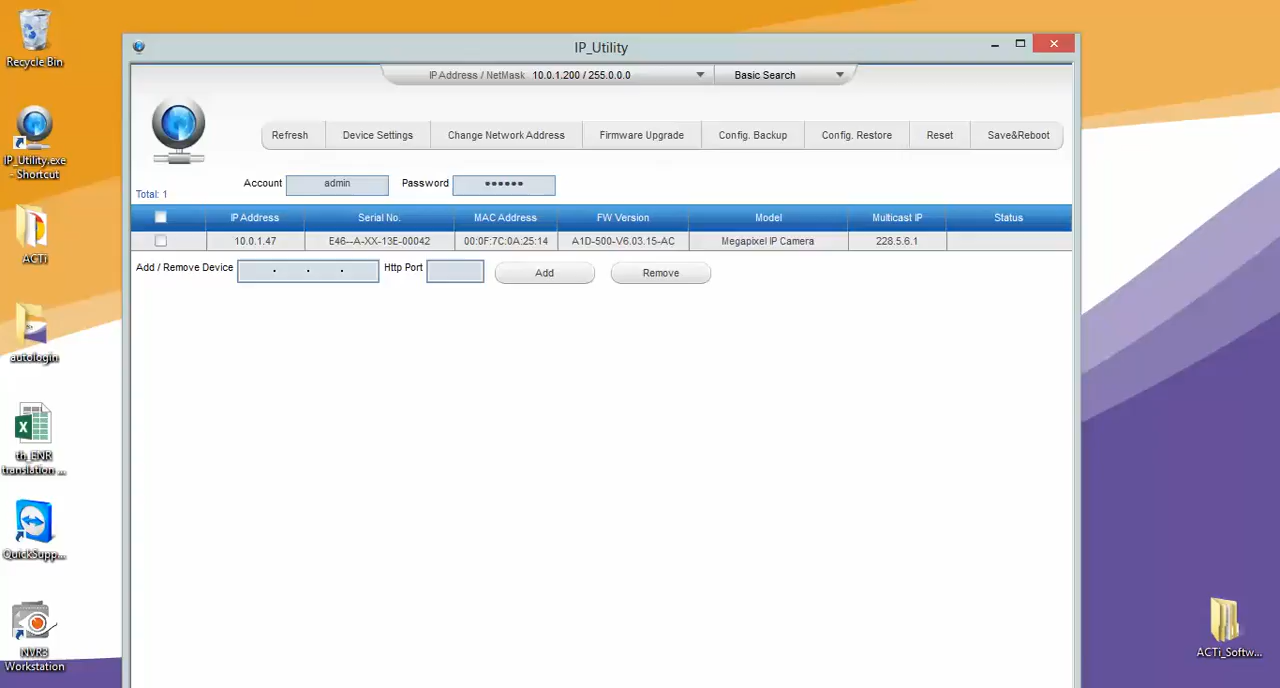 Recycle Bin
IP_Utility.exe
- Shortcut
ACTi
autologin
th_ENR
translation ...
QuickSupp...
NVR3
Workstation
IP_Utility
IP Address / NetMask 10.0.1.200 / 255.0.0.0 Basic Search
Refresh Device Settings Change Network Address Firmware Upgrade Config. Backup Config. Restore Reset Save&Reboot
Account admin Password ••••••
Total: 1
IP Address Serial No. MAC Address FW Version Model Multicast IP Status
10.0.1.47 E46--A-XX-13E-00042 00:0F:7C:0A:25:14 A1D-500-V6.03.15-AC Megapixel IP Camera 228.5.6.1
Add / Remove Device . . . Http Port Add Remove
ACTi_Softw...